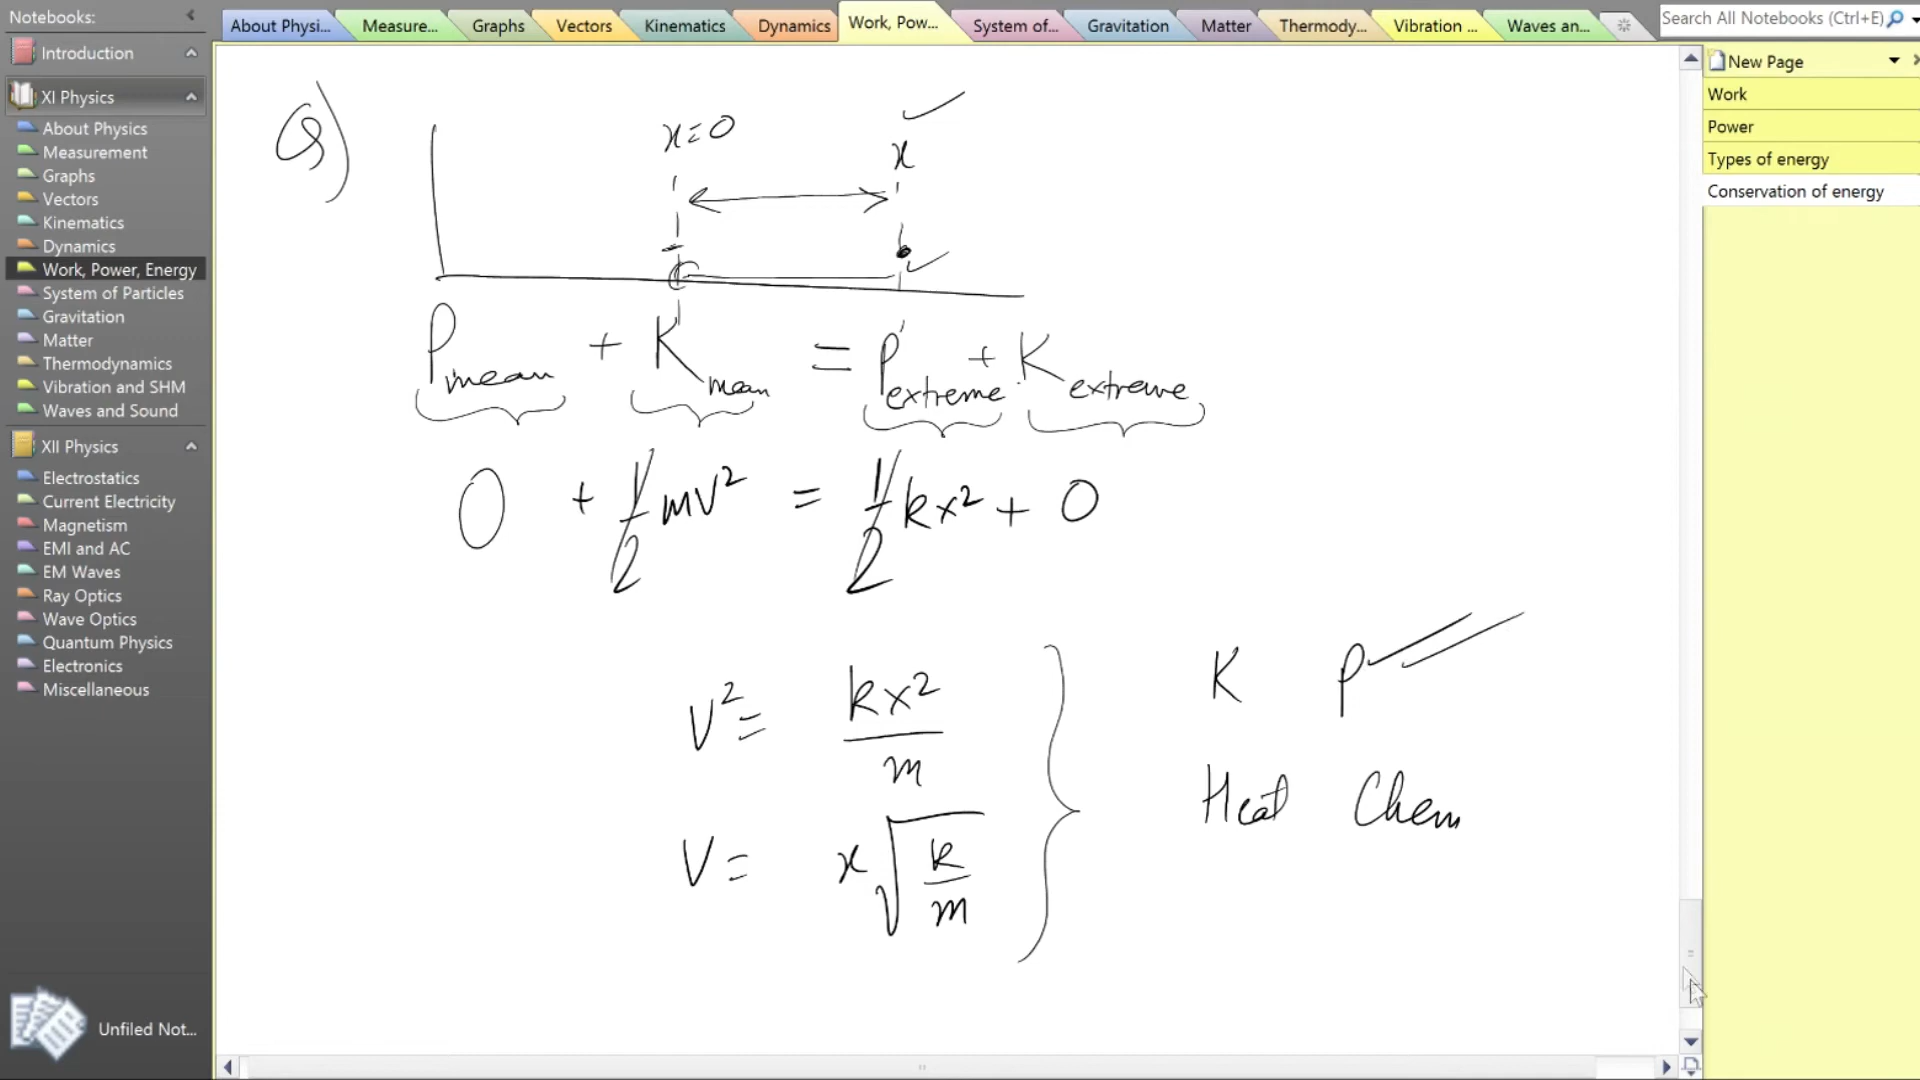 Notebooks:
Introduction
XI Physics
About Physics
Measurement
Graphs
Vectors
Kinematics
Dynamics
Work, Power, Energy
System of Particles
Gravitation
Matter
Thermodynamics
Vibration and SHM
Waves and Sound
XII Physics
Electrostatics
Current Electricity
Magnetism
EMI and AC
EM Waves
Ray Optics
Wave Optics
Quantum Physics
Electronics
Miscellaneous
Unfiled Not...
About Physi... Measure... Graphs Vectors Kinematics Dynamics Work, Pow... System of... Gravitation Matter Thermody... Vibration ... Waves an...
Search All Notebooks (Ctrl+E)
Q)
x=0 x
P mean + K mean = P extreme + K extreme
0 + 1/2 mv² = 1/2 kx² + 0
v² = kx²/m
v = x√(k/m)
K P
Heat Chem
New Page
Work
Power
Types of energy
Conservation of energy